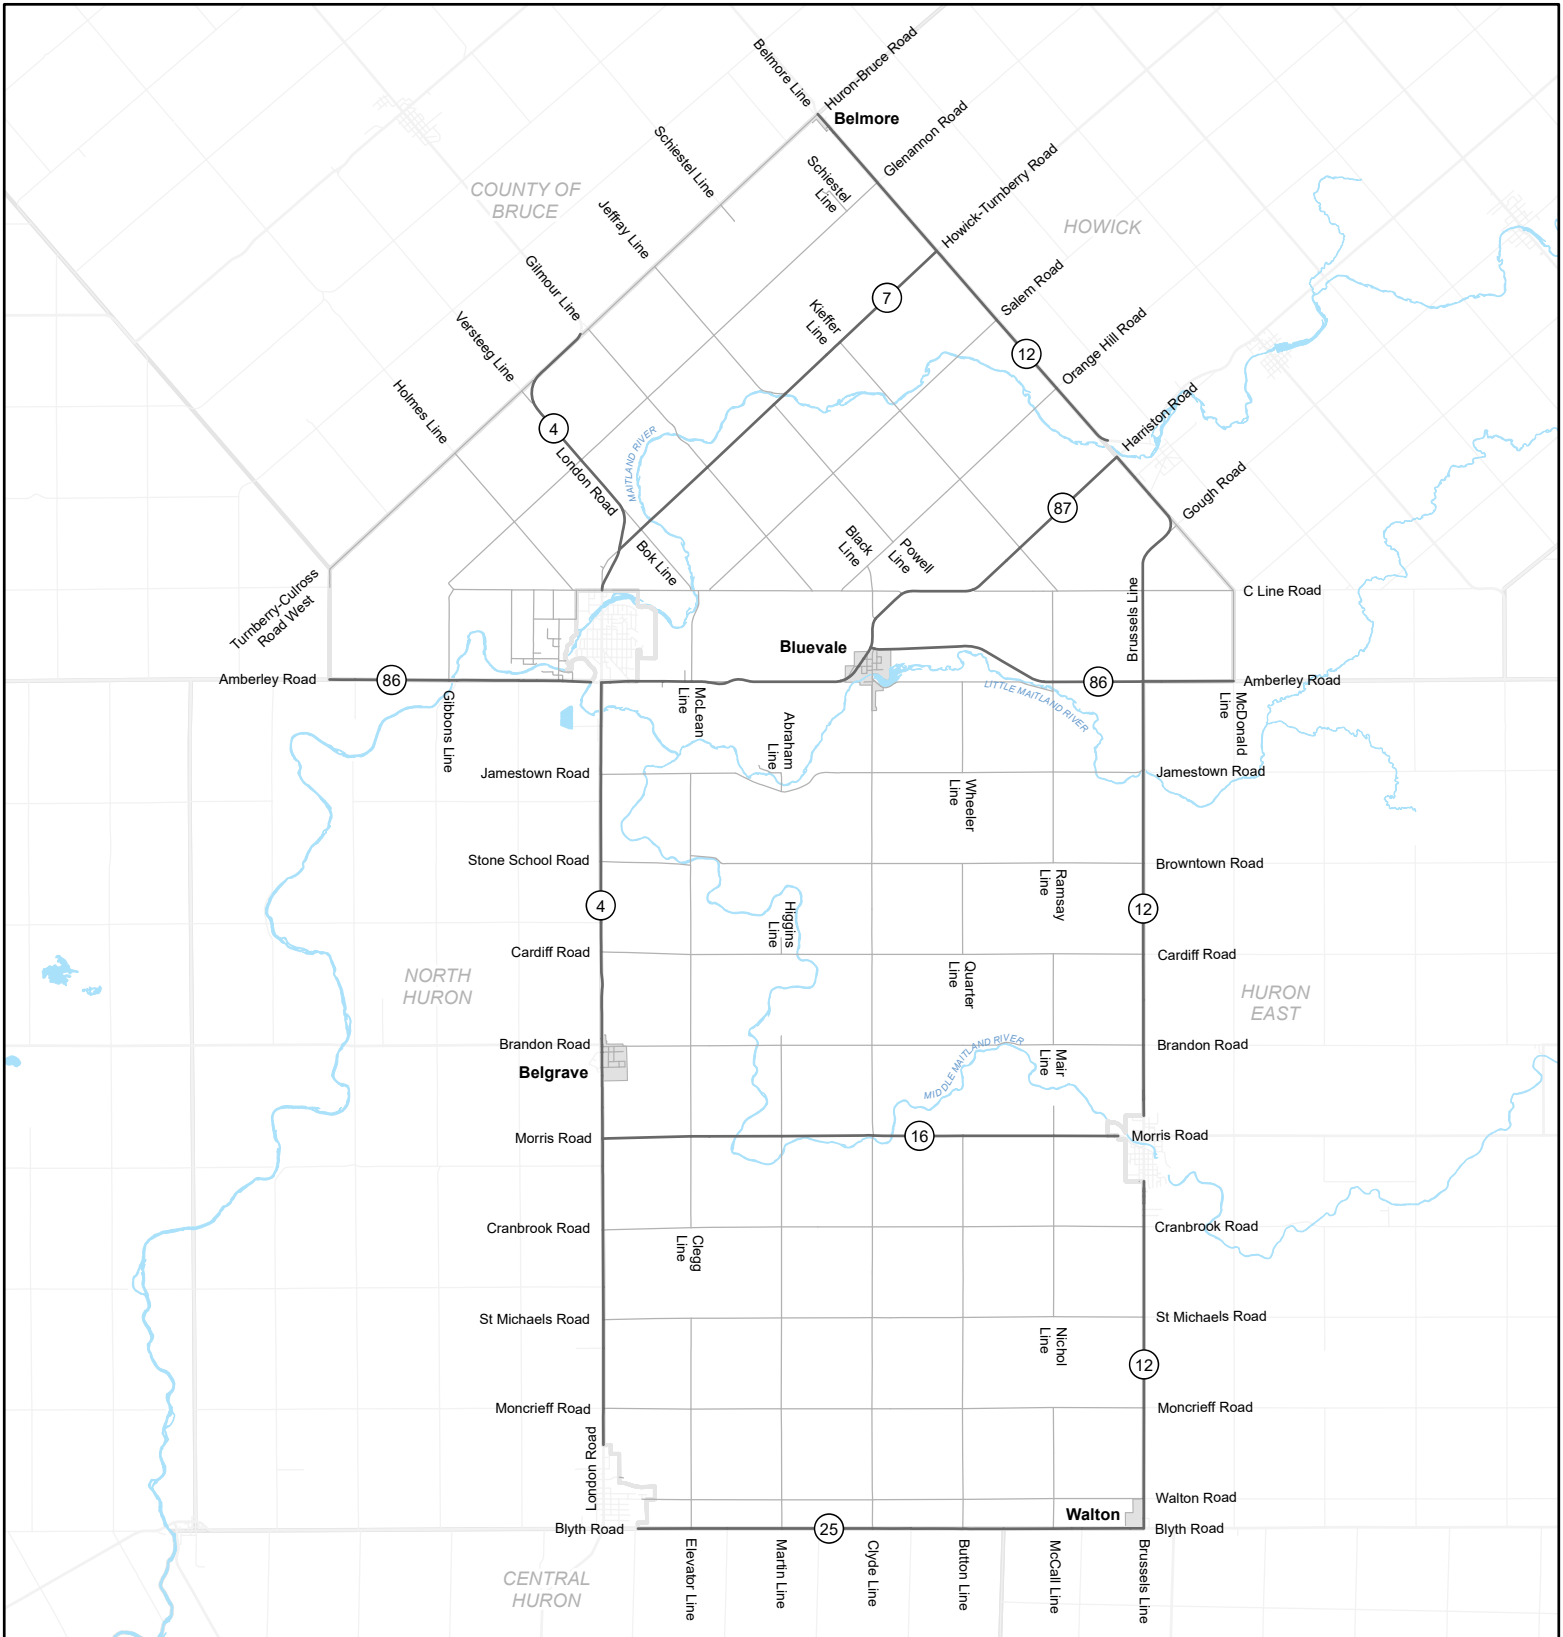 Belmore Line
Huron-Bruce Road
Belmore
Glenannon Road
Schiestel Line
Schiestel
Line
Howick-Turnberry Road
COUNTY OF
BRUCE
HOWICK
Jeffray Line
Gilmour Line
Salem Road
7
Kieffer
Line
Versteeg Line
12
Orange Hill Road
Holmes Line
Harriston Road
4
London Road
MAITLAND RIVER
87
Gough Road
Bok Line
Black
Line
Powell
Line
Turnberry-Culross
Road West
Brussels Line
C Line Road
Bluevale
Amberley Road
86
86
Amberley Road
LITTLE MAITLAND RIVER
Gibbons Line
McLean
Line
Abraham
Line
McDonald
Line
Jamestown Road
Jamestown Road
Wheeler
Line
Stone School Road
Browntown Road
Ramsay
Line
4
12
Higgins
Line
Cardiff Road
Cardiff Road
NORTH
HURON
Quarter
Line
HURON
EAST
Brandon Road
Brandon Road
Belgrave
MIDDLE MAITLAND RIVER
Mair
Line
Morris Road
16
Morris Road
Cranbrook Road
Cranbrook Road
Clegg
Line
St Michaels Road
St Michaels Road
Nichol
Line
12
Moncrieff Road
Moncrieff Road
London Road
Walton Road
Walton
Blyth Road
25
Blyth Road
Elevator Line
Martin Line
Clyde Line
Button Line
McCall Line
Brussels Line
CENTRAL
HURON